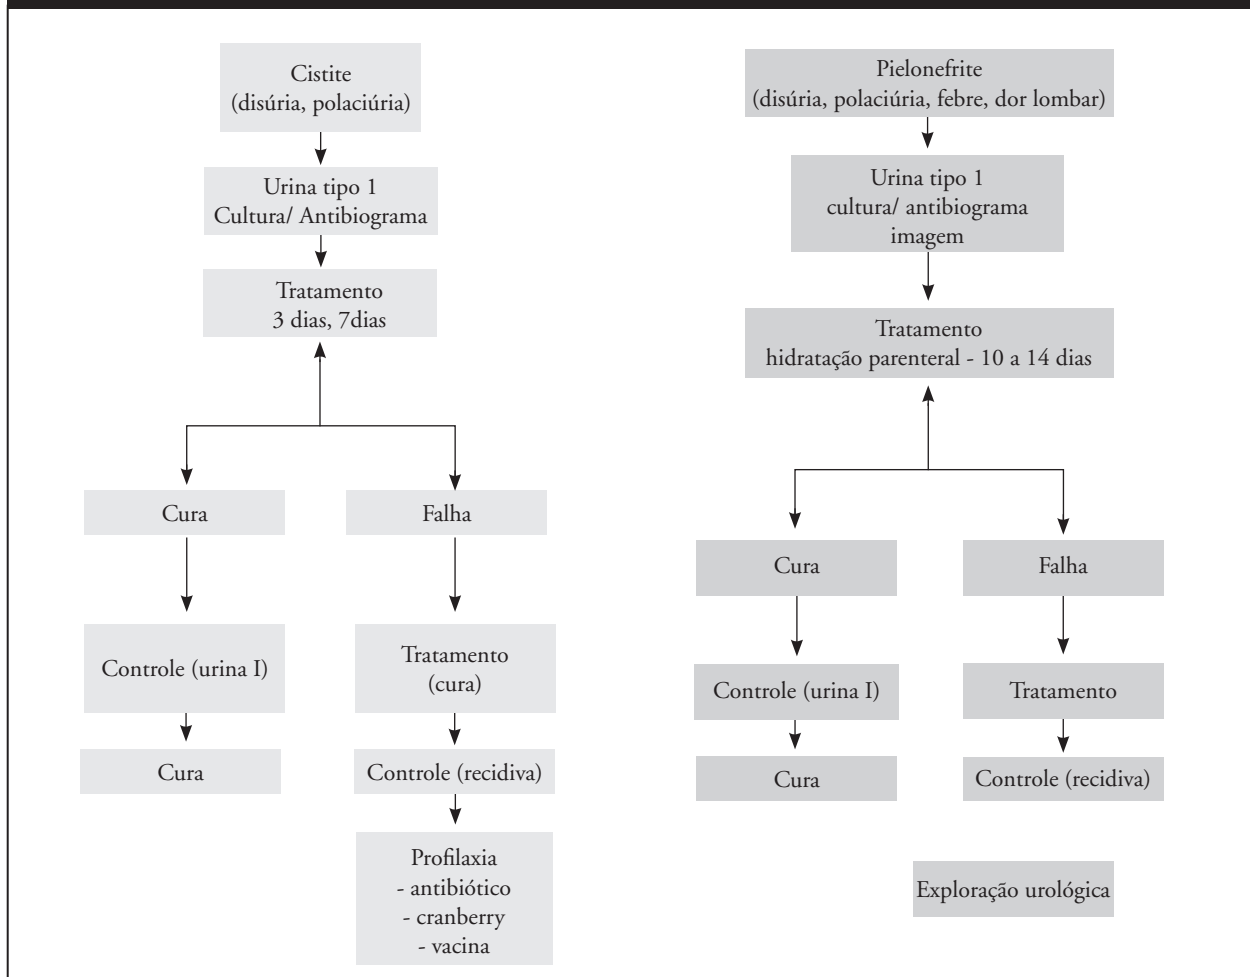 Cistite
(disúria, polaciúria)
Urina tipo 1
Cultura/ Antibiograma
Tratamento
3 dias, 7dias
Cura
Falha
Controle (urina I)
Tratamento
(cura)
Cura
Controle (recidiva)
Profilaxia
- antibiótico
- cranberry
- vacina
Pielonefrite
(disúria, polaciúria, febre, dor lombar)
Urina tipo 1
cultura/ antibiograma
imagem
Tratamento
hidratação parenteral - 10 a 14 dias
Cura
Falha
Controle (urina I)
Tratamento
Cura
Controle (recidiva)
Exploração urológica